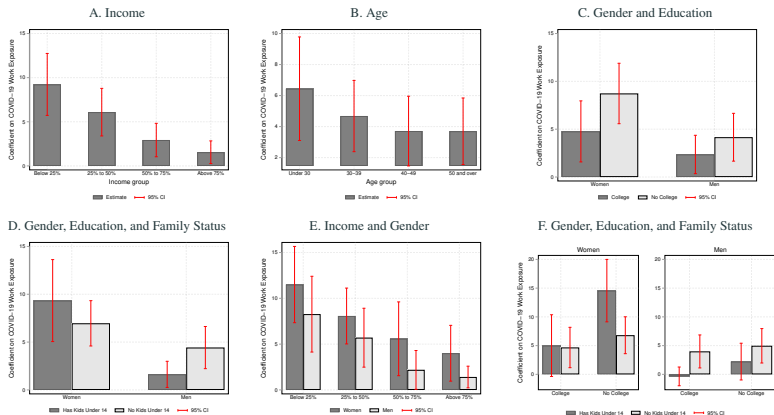 A. Income
Coefficient on COVID−19 Work Exposure
15
10
5
0
Below 25%
25% to 50%
50% to 75%
Above 75%
Income group
Estimate
95% CI
B. Age
Coefficient on COVID−19 Work Exposure
10
8
6
4
2
Under 30
30−39
40−49
50 and over
Age group
Estimate
95% CI
C. Gender and Education
Coefficient on COVID−19 Work Exposure
15
10
5
0
Women
Men
College
No College
95% CI
D. Gender, Education, and Family Status
Coefficient on COVID−19 Work Exposure
15
10
5
0
Women
Men
Has Kids Under 14
No Kids Under 14
95% CI
E. Income and Gender
Coefficient on COVID−19 Work Exposure
15
10
5
0
Below 25%
25% to 50%
50% to 75%
Above 75%
Women
Men
95% CI
F. Gender, Education, and Family Status
Women
Men
Coefficient on COVID−19 Work Exposure
20
15
10
5
0
College
No College
20
15
10
5
0
College
No College
Has Kids Under 14
No Kids Under 14
95% CI